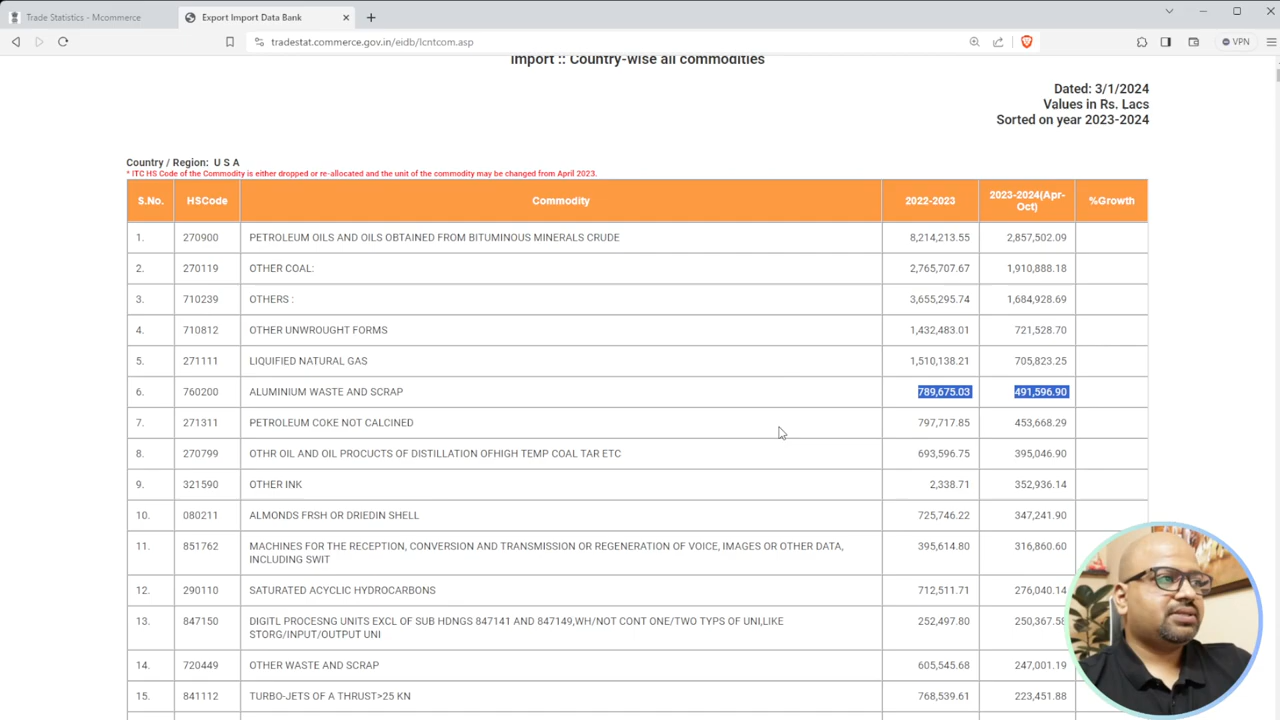 Trade Statistics - Mcommerce
Export Import Data Bank
tradestat.commerce.gov.in/eidb/Icntcom.asp
VPN
Import :: Country-wise all commodities
Dated: 3/1/2024
Values in Rs. Lacs
Sorted on year 2023-2024
Country / Region: U S A
* ITC HS Code of the Commodity is either dropped or re-allocated and the unit of the commodity may be changed from April 2023.
S.No. HSCode Commodity 2022-2023 2023-2024(Apr-Oct) %Growth
1. 270900 PETROLEUM OILS AND OILS OBTAINED FROM BITUMINOUS MINERALS CRUDE 8,214,213.55 2,857,502.09
2. 270119 OTHER COAL: 2,765,707.67 1,910,888.18
3. 710239 OTHERS : 3,655,295.74 1,684,928.69
4. 710812 OTHER UNWROUGHT FORMS 1,432,483.01 721,528.70
5. 271111 LIQUIFIED NATURAL GAS 1,510,138.21 705,823.25
6. 760200 ALUMINIUM WASTE AND SCRAP 789,675.03 491,596.90
7. 271311 PETROLEUM COKE NOT CALCINED 797,717.85 453,668.29
8. 270799 OTHR OIL AND OIL PROCUCTS OF DISTILLATION OFHIGH TEMP COAL TAR ETC 693,596.75 395,046.90
9. 321590 OTHER INK 2,338.71 352,936.14
10. 080211 ALMONDS FRSH OR DRIEDIN SHELL 725,746.22 347,241.90
11. 851762 MACHINES FOR THE RECEPTION, CONVERSION AND TRANSMISSION OR REGENERATION OF VOICE, IMAGES OR OTHER DATA, 395,614.80 316,860.60
INCLUDING SWIT
12. 290110 SATURATED ACYCLIC HYDROCARBONS 712,511.71 276,040.14
13. 847150 DIGITL PROCESNG UNITS EXCL OF SUB HDNGS 847141 AND 847149,WH/NOT CONT ONE/TWO TYPS OF UNI,LIKE 252,497.80 250,367.58
STORG/INPUT/OUTPUT UNI
14. 720449 OTHER WASTE AND SCRAP 605,545.68 247,001.19
15. 841112 TURBO-JETS OF A THRUST>25 KN 768,539.61 223,451.88